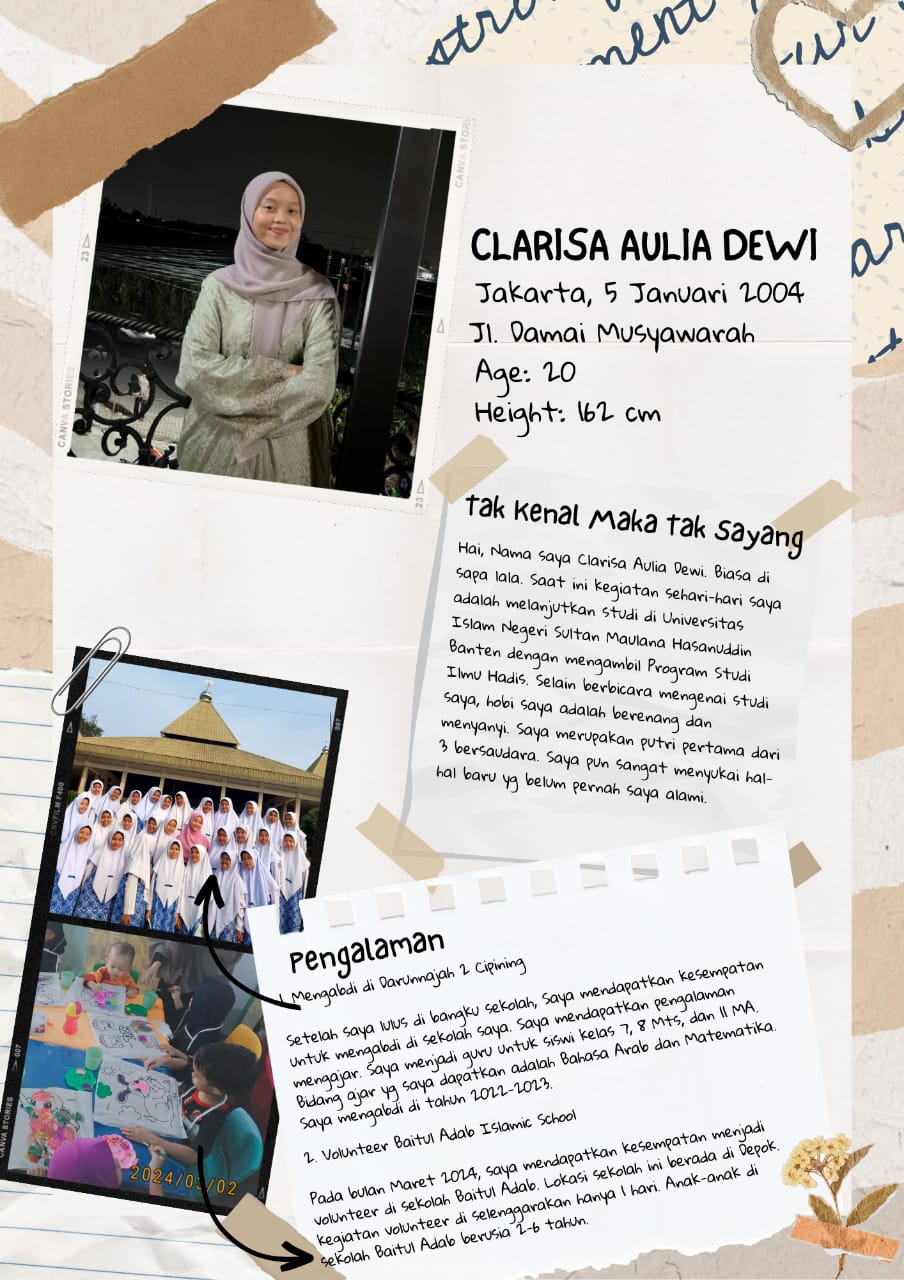 CLARISA AULIA DEWI
Jakarta, 5 Januari 2004
Jl. Damai Musyawarah
Age: 20
Height: 162 cm
CANVA STORIES
23
CANVA STORIES
23
Tak Kenal Maka Tak Sayang
Hai, Nama saya Clarisa Aulia Dewi. Biasa di
sapa lala. Saat ini kegiatan sehari-hari saya
adalah melanjutkan studi di Universitas
Islam Negeri Sultan Maulana Hasanuddin
Banten dengan mengambil Program Studi
Ilmu Hadis. Selain berbicara mengenai studi
saya, hobi saya adalah berenang dan
menyanyi. Saya merupakan putri pertama dari
3 bersaudara. Saya pun sangat menyukai hal-
hal baru yg belum pernah saya alami.
007
007
CANVA STORIES
2024/03/02
Pengalaman
1. Mengabdi di Darunnajah 2 Cipining
Setelah saya lulus di bangku sekolah, saya mendapatkan kesempatan
untuk mengabdi di sekolah saya. Saya mendapatkan pengalaman
mengajar. Saya menjadi guru untuk siswi kelas 7, 8 Mts, dan 11 MA.
Bidang ajar yg saya dapatkan adalah Bahasa Arab dan Matematika.
Saya mengabdi di tahun 2022-2023.
2. Volunteer Baitul Adab Islamic School
Pada bulan Maret 2024, saya mendapatkan kesempatan menjadi
volunteer di sekolah Baitul Adab. Lokasi sekolah ini berada di Depok.
kegiatan volunteer di selenggarakan hanya 1 hari. Anak-anak di
sekolah Baitul Adab berusia 2-6 tahun.